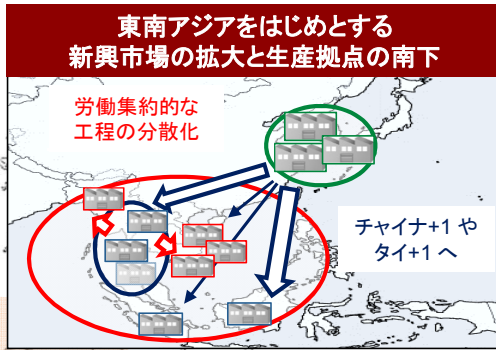 東南アジアをはじめとする
新興市場の拡大と生産拠点の南下
労働集約的な
工程の分散化
チャイナ+1 や
タイ+1 へ